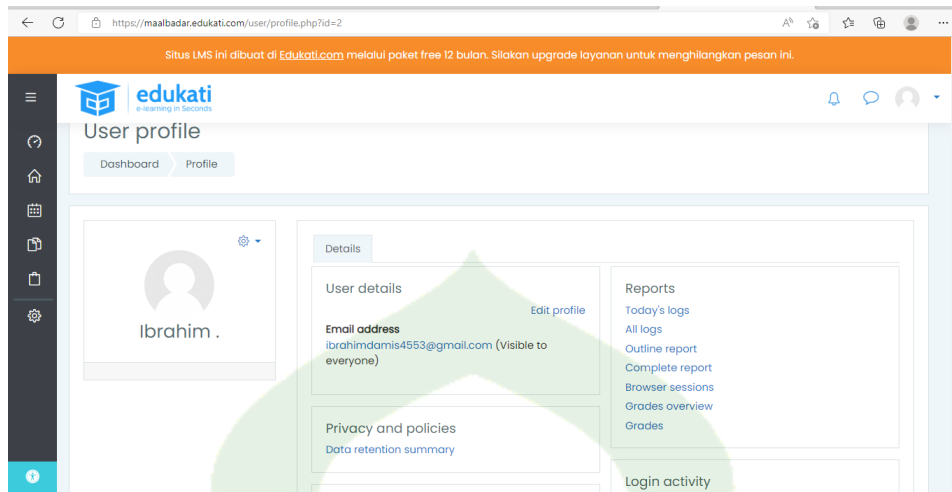 https://maalbadar.edukati.com/user/profile.php?id=2
Situs LMS ini dibuat di Edukati.com melalui paket free 12 bulan. Silakan upgrade layanan untuk menghilangkan pesan ini.
edukati
e-learning in Seconds
User profile
Dashboard Profile
Ibrahim .
Details
User details
Edit profile
Email address
ibrahimdamis4553@gmail.com (Visible to
everyone)
Privacy and policies
Data retention summary
Reports
Today's logs
All logs
Outline report
Complete report
Browser sessions
Grades overview
Grades
Login activity